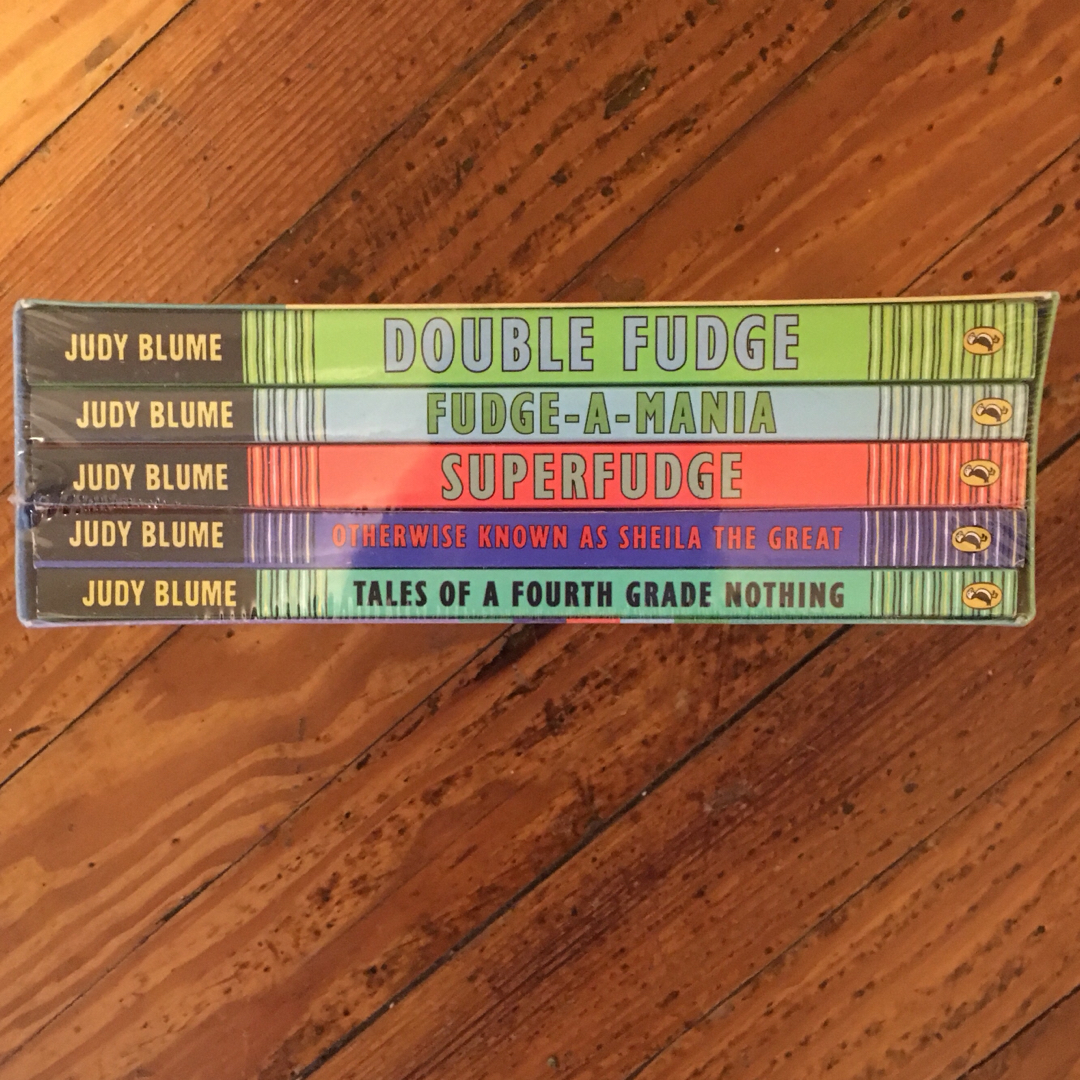 JUDY BLUME DOUBLE FUDGE
JUDY BLUME FUDGE-A-MANIA
JUDY BLUME SUPERFUDGE
JUDY BLUME OTHERWISE KNOWN AS SHEILA THE GREAT
JUDY BLUME TALES OF A FOURTH GRADE NOTHING